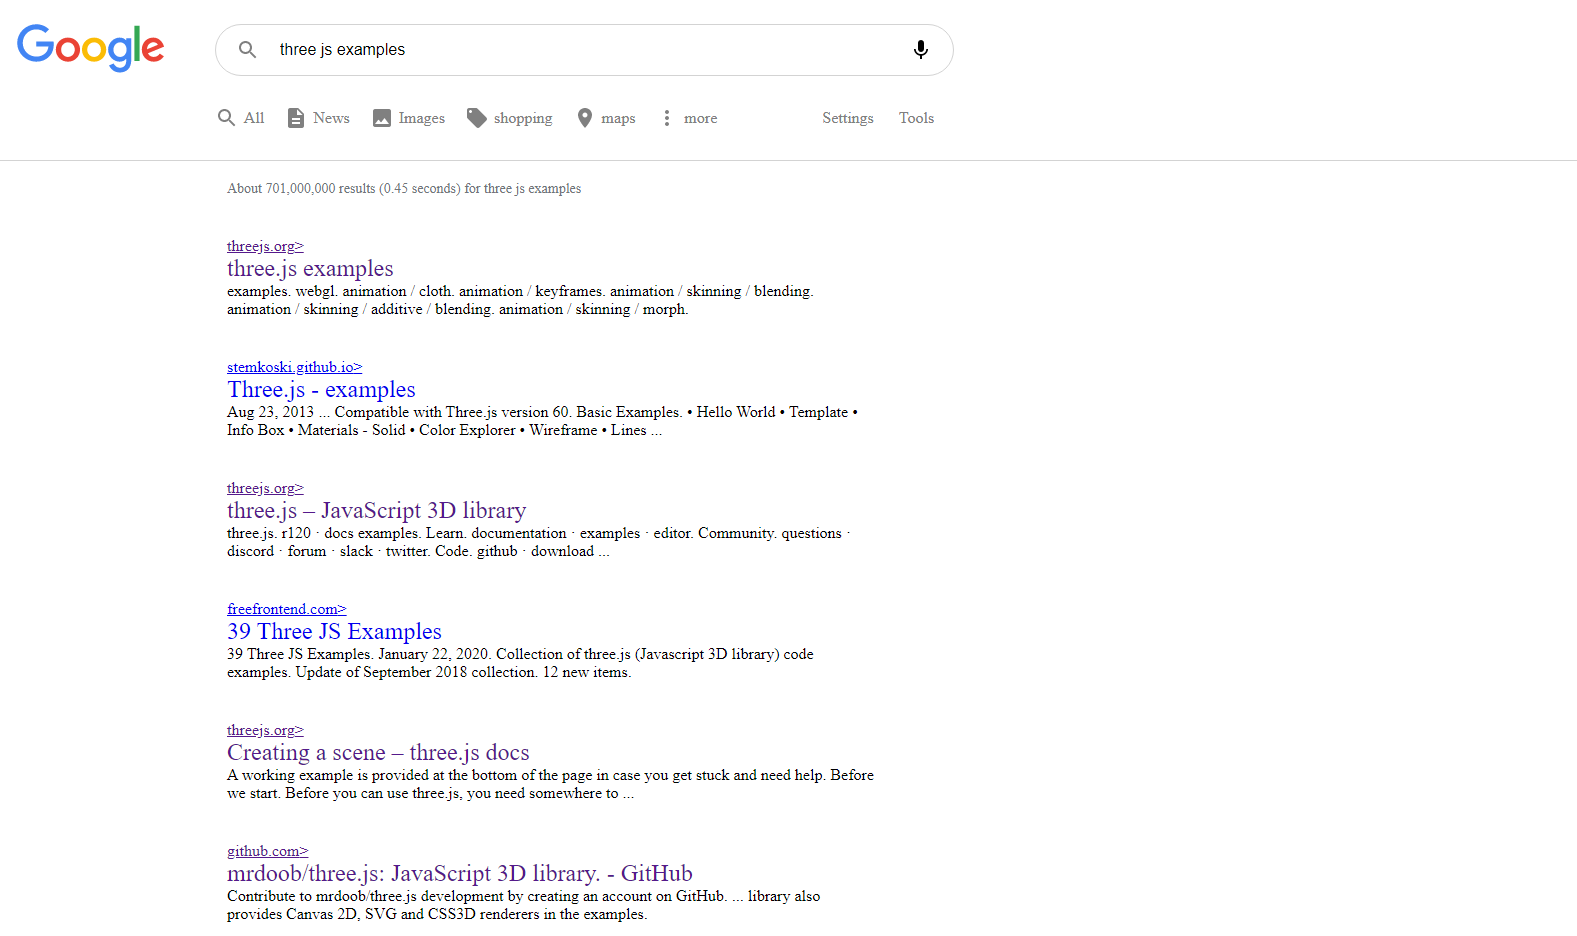 Google
three js examples
All News Images shopping maps more Settings Tools
About 701,000,000 results (0.45 seconds) for three js examples
threejs.org>
three.js examples
examples. webgl. animation / cloth. animation / keyframes. animation / skinning / blending.
animation / skinning / additive / blending. animation / skinning / morph.
stemkoski.github.io>
Three.js - examples
Aug 23, 2013 ... Compatible with Three.js version 60. Basic Examples. • Hello World • Template •
Info Box • Materials - Solid • Color Explorer • Wireframe • Lines ...
threejs.org>
three.js – JavaScript 3D library
three.js. r120 · docs examples. Learn. documentation · examples · editor. Community. questions ·
discord · forum · slack · twitter. Code. github · download ...
freefrontend.com>
39 Three JS Examples
39 Three JS Examples. January 22, 2020. Collection of three.js (Javascript 3D library) code
examples. Update of September 2018 collection. 12 new items.
threejs.org>
Creating a scene – three.js docs
A working example is provided at the bottom of the page in case you get stuck and need help. Before
we start. Before you can use three.js, you need somewhere to ...
github.com>
mrdoob/three.js: JavaScript 3D library. - GitHub
Contribute to mrdoob/three.js development by creating an account on GitHub. ... library also
provides Canvas 2D, SVG and CSS3D renderers in the examples.